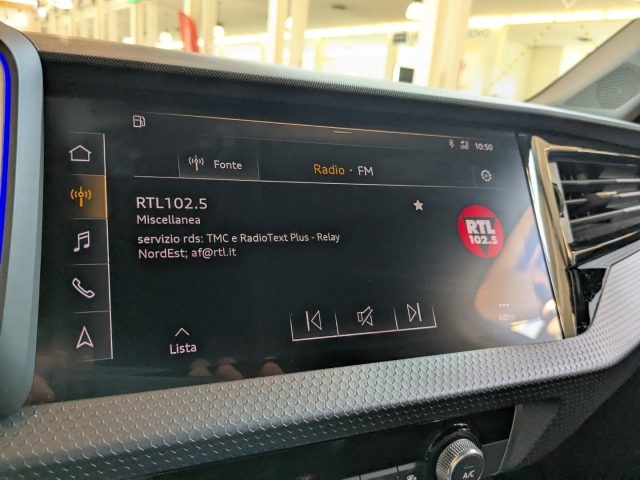 10:50
Fonte
Radio · FM
RTL102.5
Miscellanea
servizio rds: TMC e RadioText Plus - Relay
NordEst; af@rtl.it
RTL
102.5
Lista
Altro
A/C